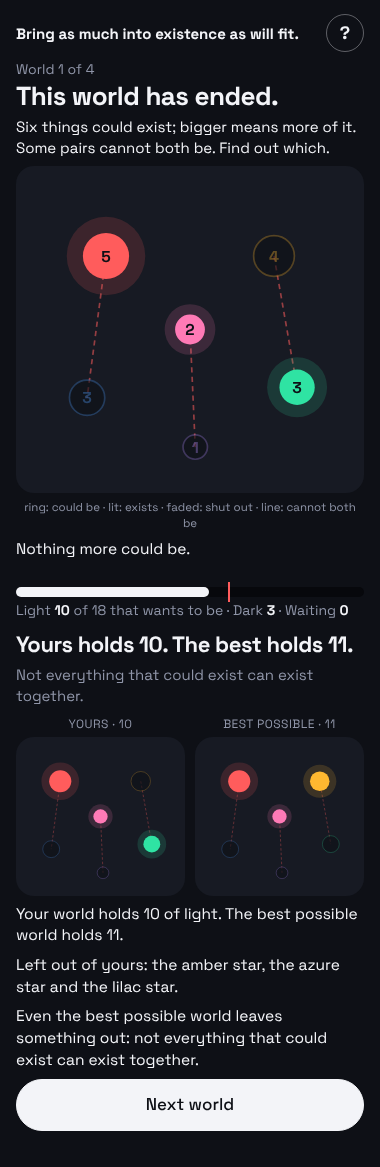 Bring as much into existence as will fit.
?
World 1 of 4
This world has ended.
Six things could exist; bigger means more of it.
Some pairs cannot both be. Find out which.
5
4
2
3
3
1
ring: could be · lit: exists · faded: shut out · line: cannot both
be
Nothing more could be.
Light 10 of 18 that wants to be · Dark 3 · Waiting 0
Yours holds 10. The best holds 11.
Not everything that could exist can exist
together.
YOURS · 10
BEST POSSIBLE · 11
Your world holds 10 of light. The best possible
world holds 11.
Left out of yours: the amber star, the azure
star and the lilac star.
Even the best possible world leaves
something out: not everything that could
exist can exist together.
Next world